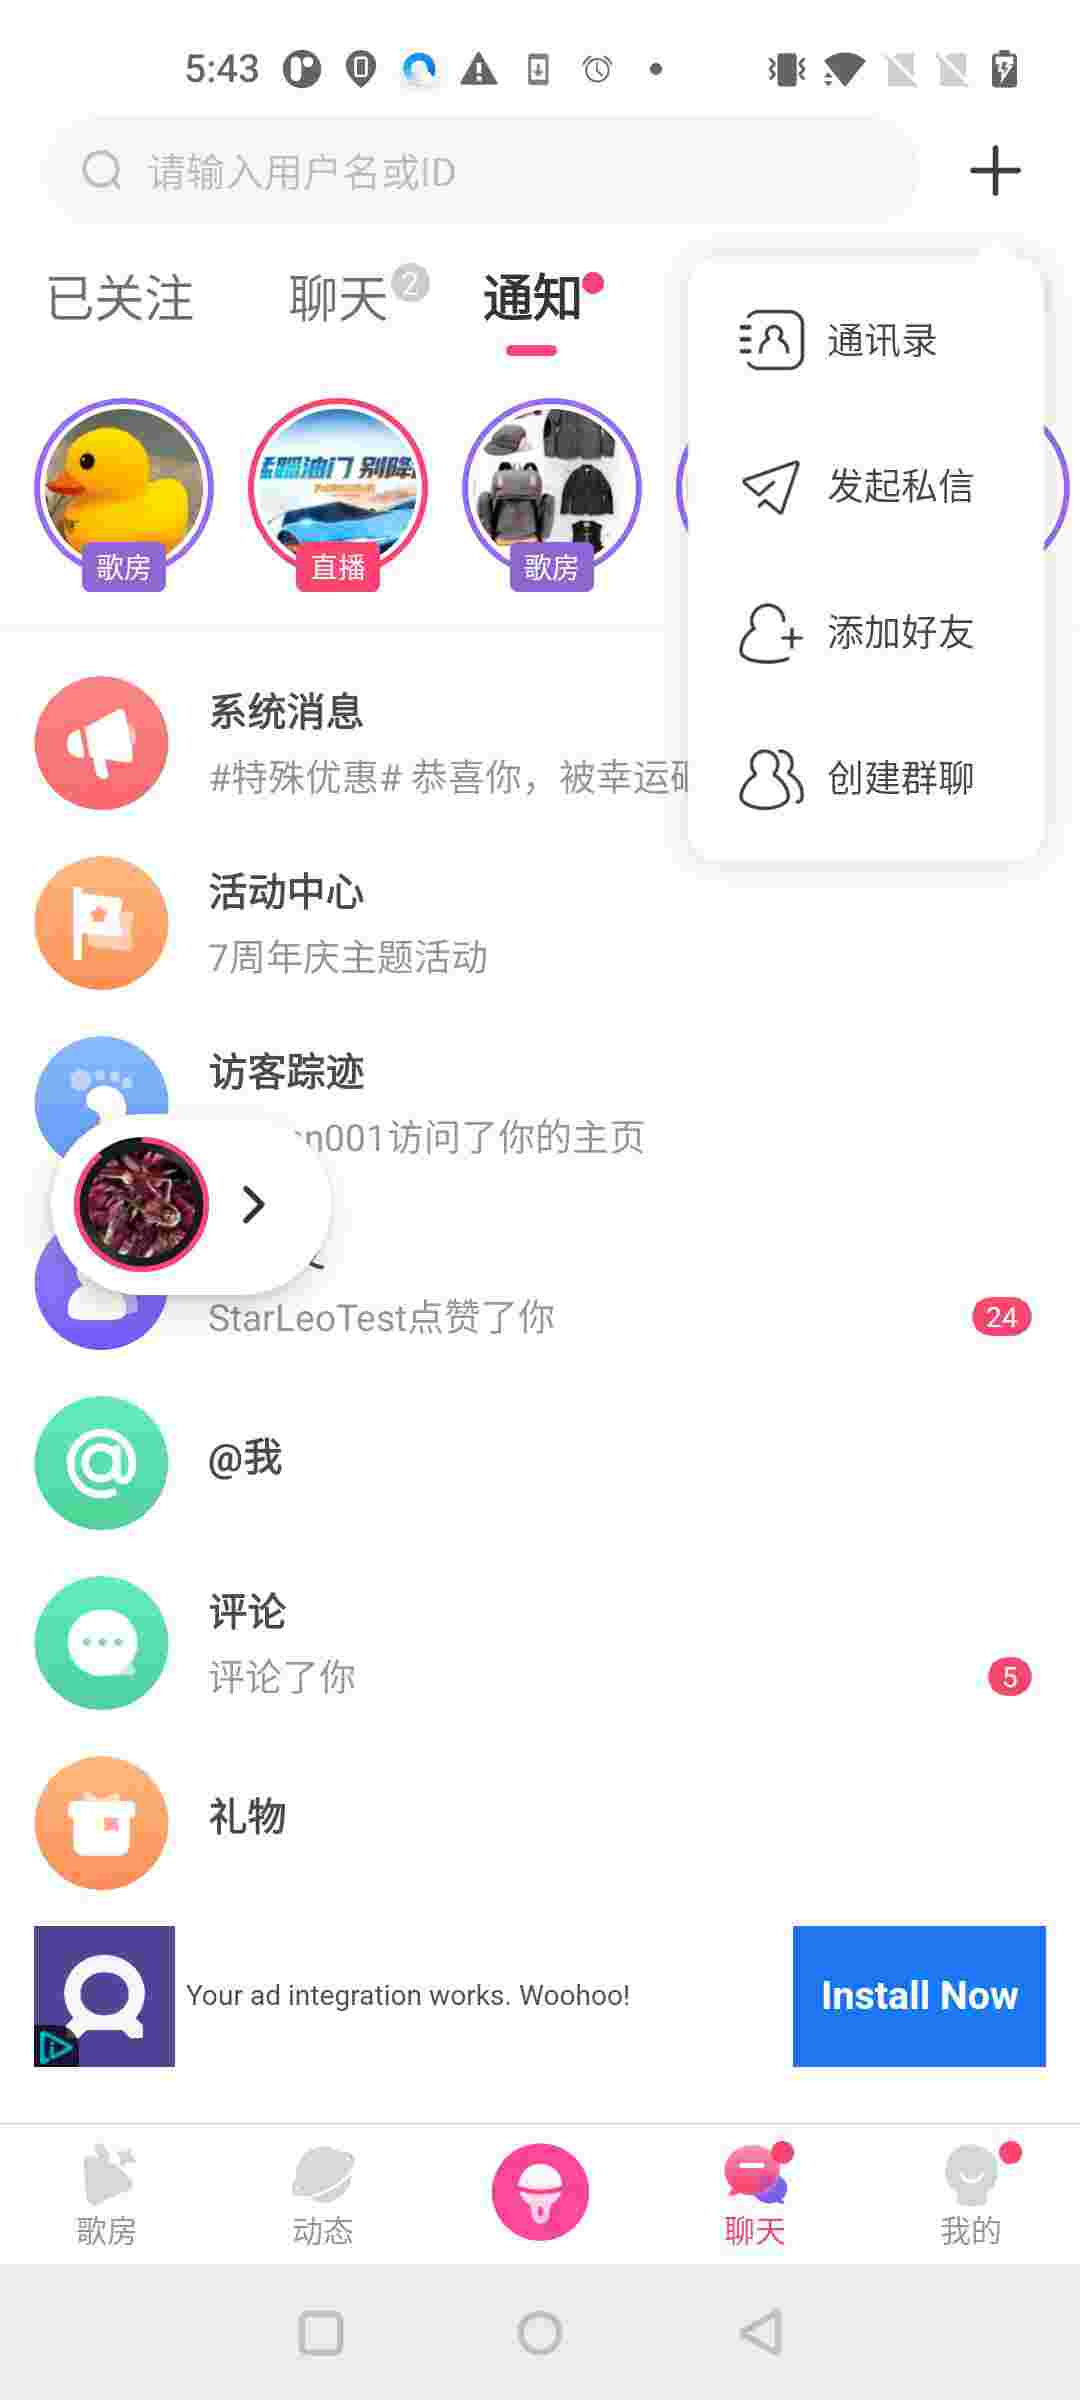 5:43
请输入用户名或ID
已关注
聊天 2
通知
通讯录
发起私信
添加好友
创建群聊
歌房
直播
歌房
系统消息
#特殊优惠# 恭喜你，被幸运
活动中心
7周年庆主题活动
访客踪迹
n001访问了你的主页
StarLeoTest点赞了你
24
@我
评论
评论了你
5
礼物
Your ad integration works. Woohoo!
Install Now
歌房
动态
聊天
我的